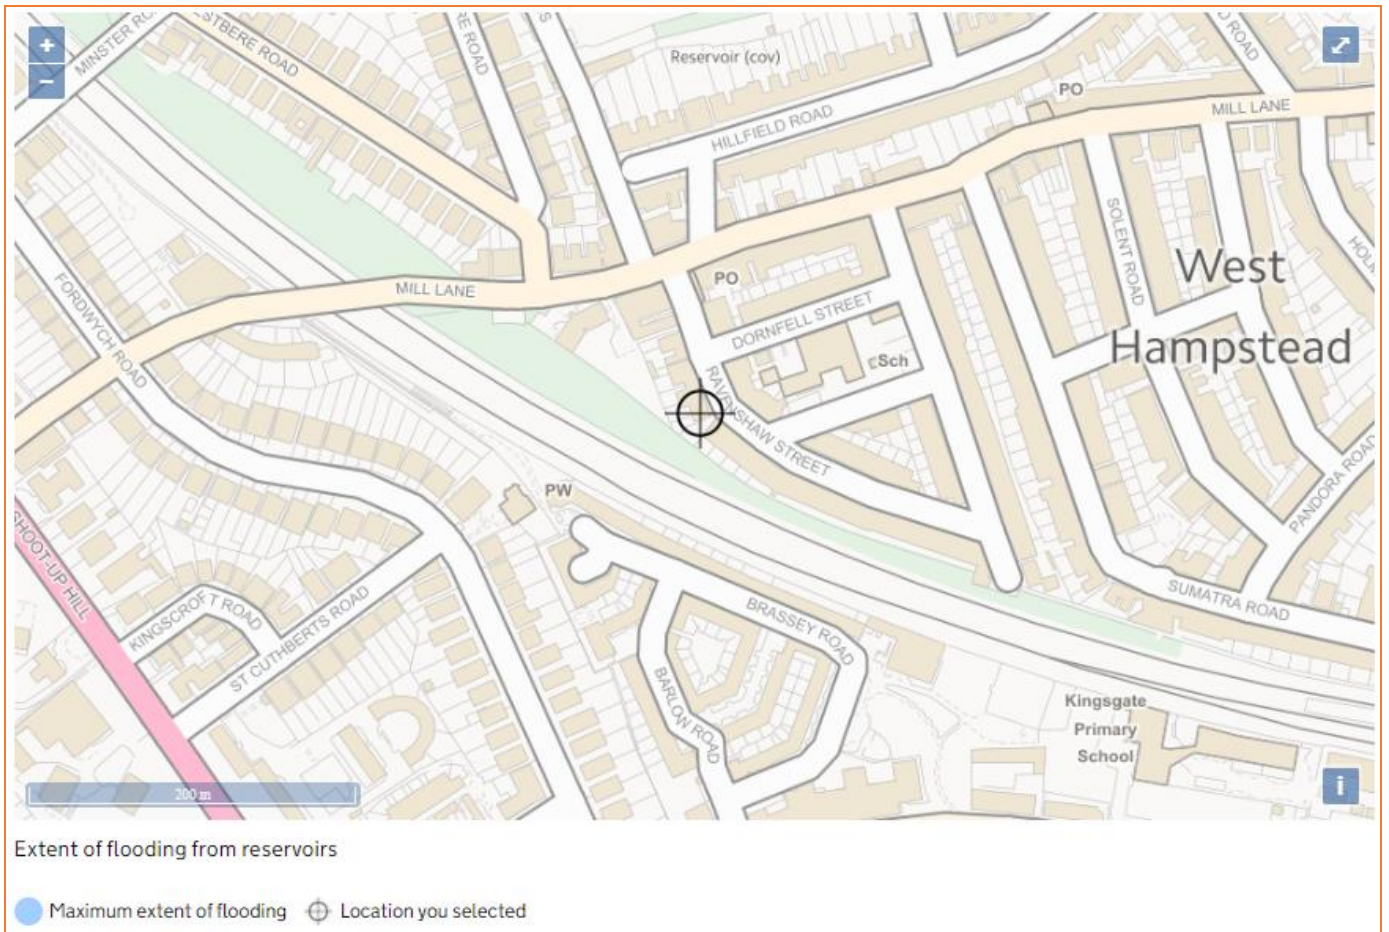 +
−
MINSTER RO
STBERE ROAD
RE ROAD
S
Reservoir (cov)
D ROAD
PO
MILL LANE
HILLFIELD ROAD
SOLENT ROAD
West
Hampstead
HOLM
PO
MILL LANE
FORDWYCH ROAD
DORNFELL STREET
Sch
RAVENSHAW STREET
PANDORA ROAD
PW
SHOOT-UP HILL
KINGSCROFT ROAD
ST CUTHBERTS ROAD
BRASSEY ROAD
BARLOW ROAD
SUMATRA ROAD
Kingsgate
Primary
School
200 m
i
Extent of flooding from reservoirs
Maximum extent of flooding Location you selected